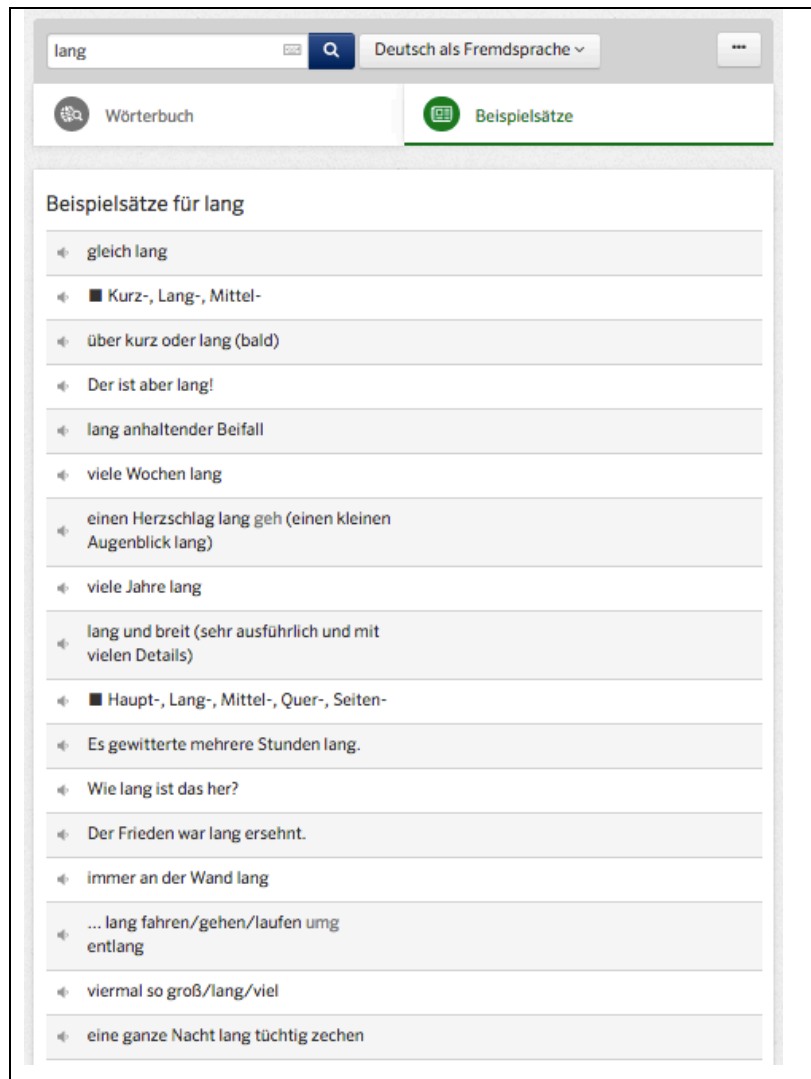 lang
Deutsch als Fremdsprache
...
Wörterbuch
Beispielsätze
Beispielsätze für lang
gleich lang
■ Kurz-, Lang-, Mittel-
über kurz oder lang (bald)
Der ist aber lang!
lang anhaltender Beifall
viele Wochen lang
einen Herzschlag lang geh (einen kleinen
Augenblick lang)
viele Jahre lang
lang und breit (sehr ausführlich und mit
vielen Details)
■ Haupt-, Lang-, Mittel-, Quer-, Seiten-
Es gewitterte mehrere Stunden lang.
Wie lang ist das her?
Der Frieden war lang ersehnt.
immer an der Wand lang
... lang fahren/gehen/laufen umg
entlang
viermal so groß/lang/viel
eine ganze Nacht lang tüchtig zechen